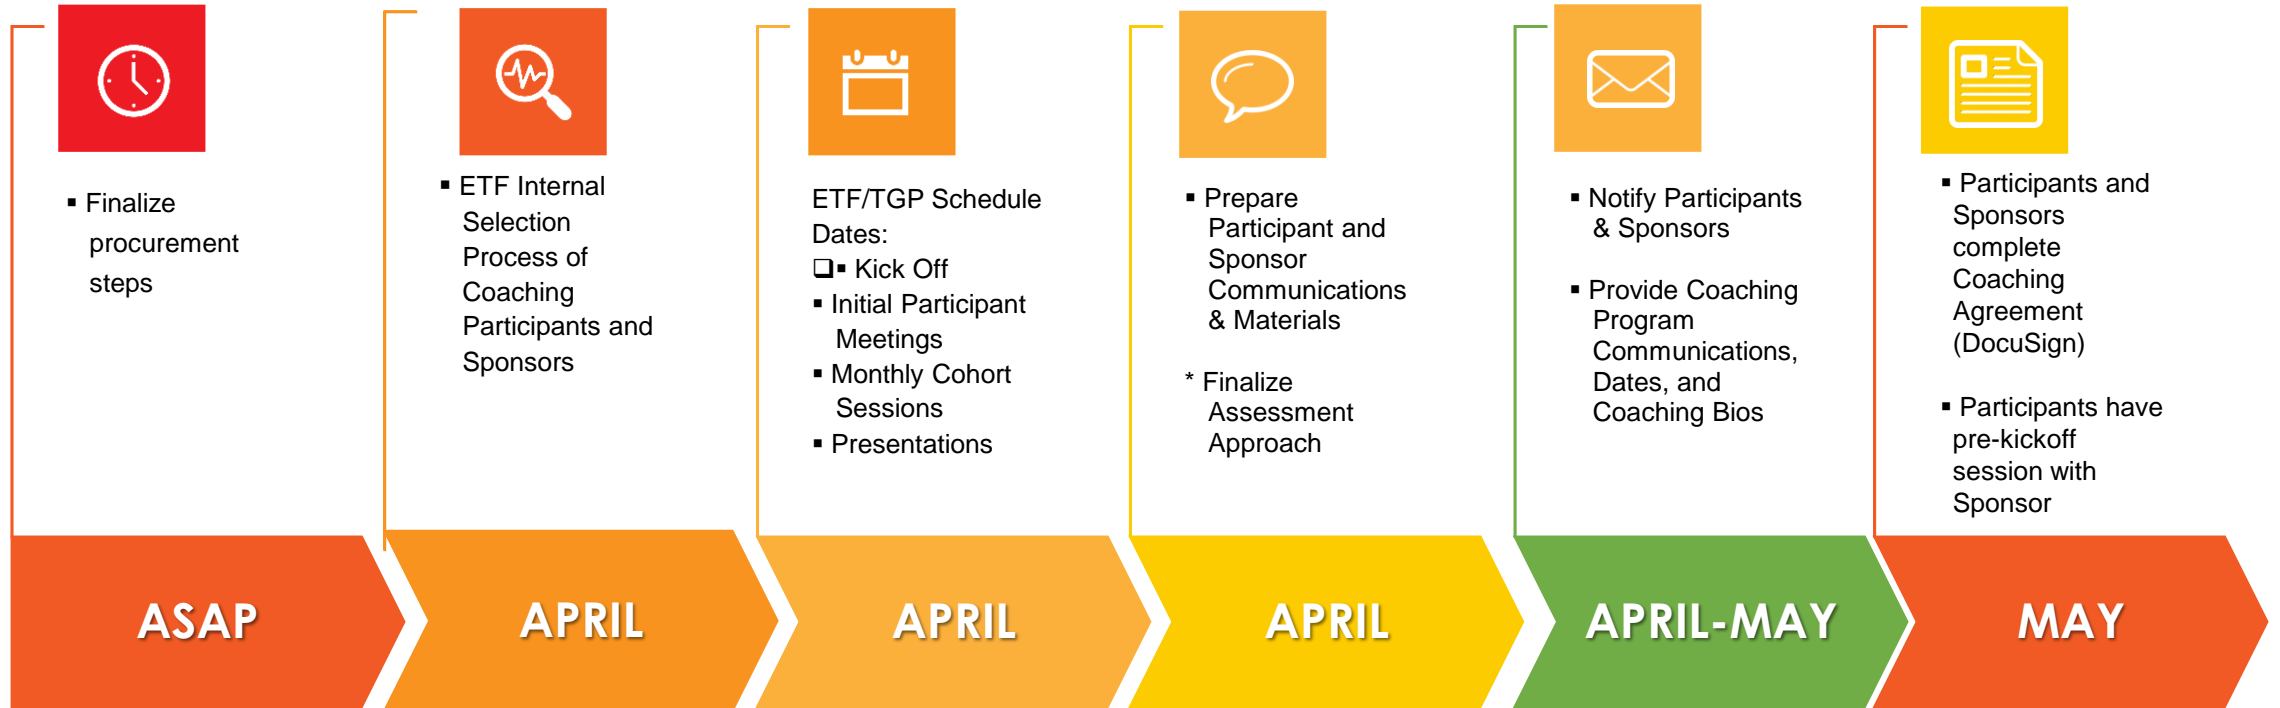 ▪ Finalize
procurement
steps
▪ ETF Internal
Selection
Process of
Coaching
Participants and
Sponsors
ETF/TGP Schedule
Dates:
❑▪ Kick Off
▪ Initial Participant
Meetings
▪ Monthly Cohort
Sessions
▪ Presentations
▪ Prepare
Participant and
Sponsor
Communications
& Materials
* Finalize
Assessment
Approach
▪ Notify Participants
& Sponsors
▪ Provide Coaching
Program
Communications,
Dates, and
Coaching Bios
▪ Participants and
Sponsors
complete
Coaching
Agreement
(DocuSign)
▪ Participants have
pre-kickoff
session with
Sponsor
ASAP
APRIL
APRIL
APRIL
APRIL-MAY
MAY